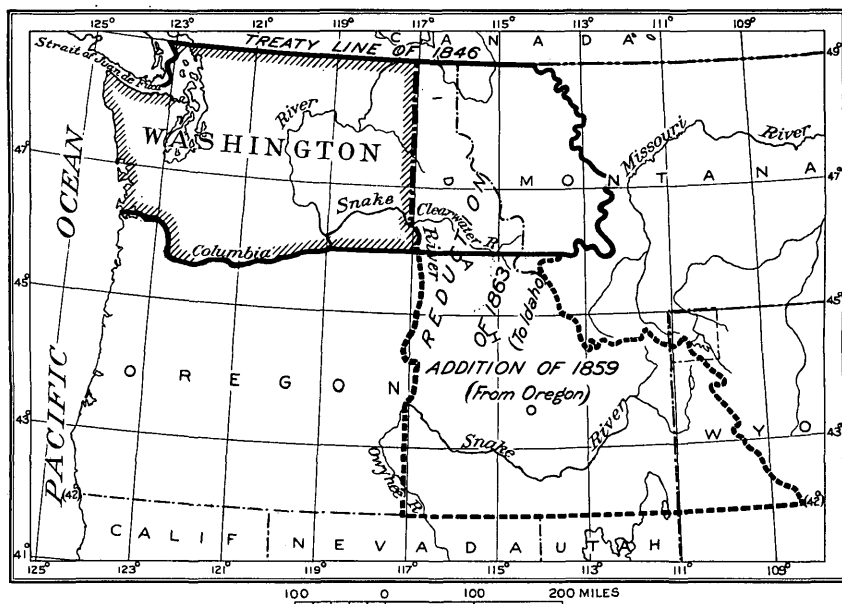 125° 123° 121° 119° 117° 115° 113° 111° 109°
CANADA
TREATY LINE OF 1846
49°
Strait of Juan de Fuca
River
Missouri
River
47°
WASHINGTON
MONTANA
47°
Snake
Clearwater R
OCEAN
Columbia
River
REDUCTION
OF 1863
(To Idaho)
IDAHO
45°
45°
PACIFIC
OREGON
ADDITION OF 1859
(From Oregon)
43°
Snake
River
WYO
43°
Owyhee R
(42°)
(42°)
CALIF NEVADA UTAH
41°
41°
125° 123° 121° 119° 117° 115° 113° 111° 109°
100 0 100 200 MILES